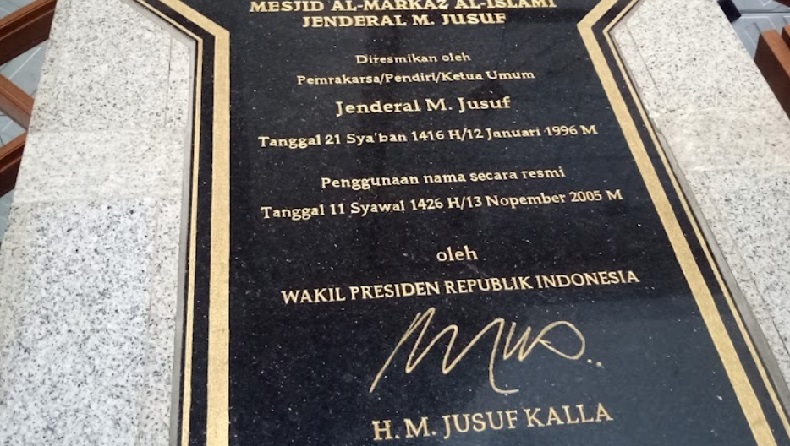 MESJID AL-MARKAZ AL-ISLAMI
JENDERAL M. JUSUF
Diresmikan oleh
Pemrakarsa/Pendiri/Ketua Umum
Jenderal M. Jusuf
Tanggal 21 Sya'ban 1416 H/12 Januari 1996 M
Penggunaan nama secara resmi
Tanggal 11 Syawal 1426 H/13 Nopember 2005 M
oleh
WAKIL PRESIDEN REPUBLIK INDONESIA
H. M. JUSUF KALLA